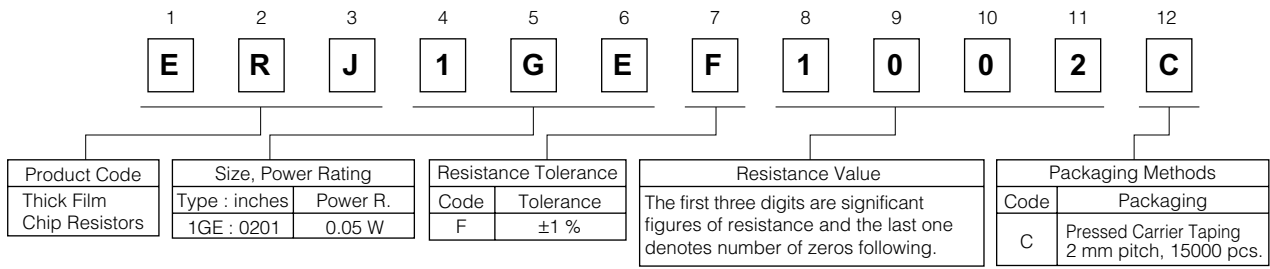 1 2 3 4 5 6 7 8 9 10 11 12
E R J 1 G E F 1 0 0 2 C
Product Code
Thick Film
Chip Resistors
Size, Power Rating
Type : inches Power R.
1GE : 0201 0.05 W
Resistance Tolerance
Code Tolerance
F ±1 %
Resistance Value
The first three digits are significant
figures of resistance and the last one
denotes number of zeros following.
Packaging Methods
Code Packaging
C Pressed Carrier Taping
2 mm pitch, 15000 pcs.